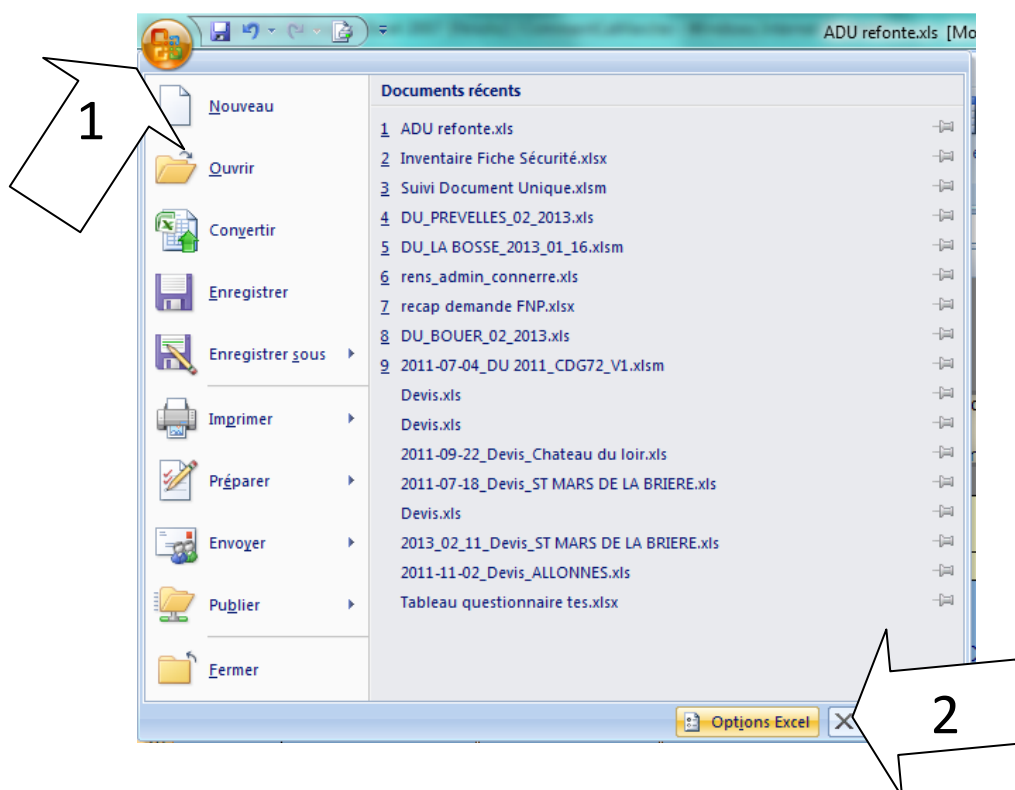 ADU refonte.xls [Mo
1
Nouveau
Ouvrir
Convertir
Enregistrer
Enregistrer sous
Imprimer
Préparer
Envoyer
Publier
Fermer
Documents récents
1 ADU refonte.xls
2 Inventaire Fiche Sécurité.xlsx
3 Suivi Document Unique.xlsm
4 DU_PREVELLES_02_2013.xls
5 DU_LA BOSSE_2013_01_16.xlsm
6 rens_admin_connerre.xls
7 recap demande FNP.xlsx
8 DU_BOUER_02_2013.xls
9 2011-07-04_DU 2011_CDG72_V1.xlsm
Devis.xls
Devis.xls
2011-09-22_Devis_Chateau du loir.xls
2011-07-18_Devis_ST MARS DE LA BRIERE.xls
Devis.xls
2013_02_11_Devis_ST MARS DE LA BRIERE.xls
2011-11-02_Devis_ALLONNES.xls
Tableau questionnaire tes.xlsx
Options Excel
2